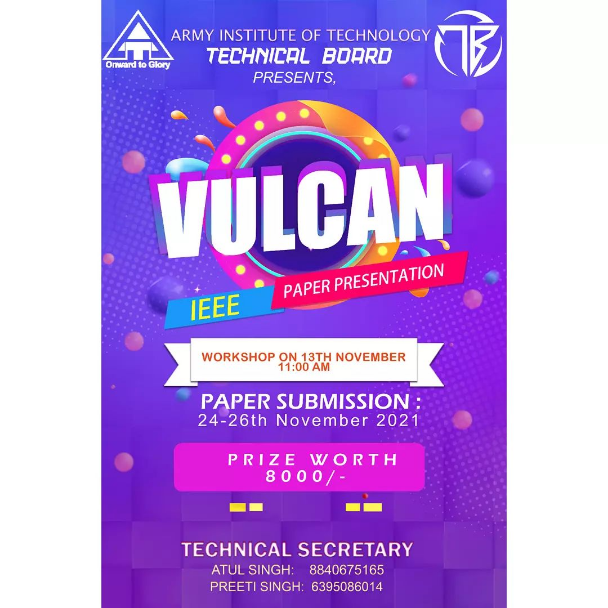 ARMY INSTITUTE OF TECHNOLOGY
Onward to Glory
TB
TECHNICAL BOARD
PRESENTS,
VULCAN
IEEE
PAPER PRESENTATION
WORKSHOP ON 13TH NOVEMBER
11:00 AM
PAPER SUBMISSION :
24-26th November 2021
PRIZE WORTH
8000/-
TECHNICAL SECRETARY
ATUL SINGH: 8840675165
PREETI SINGH: 6395086014